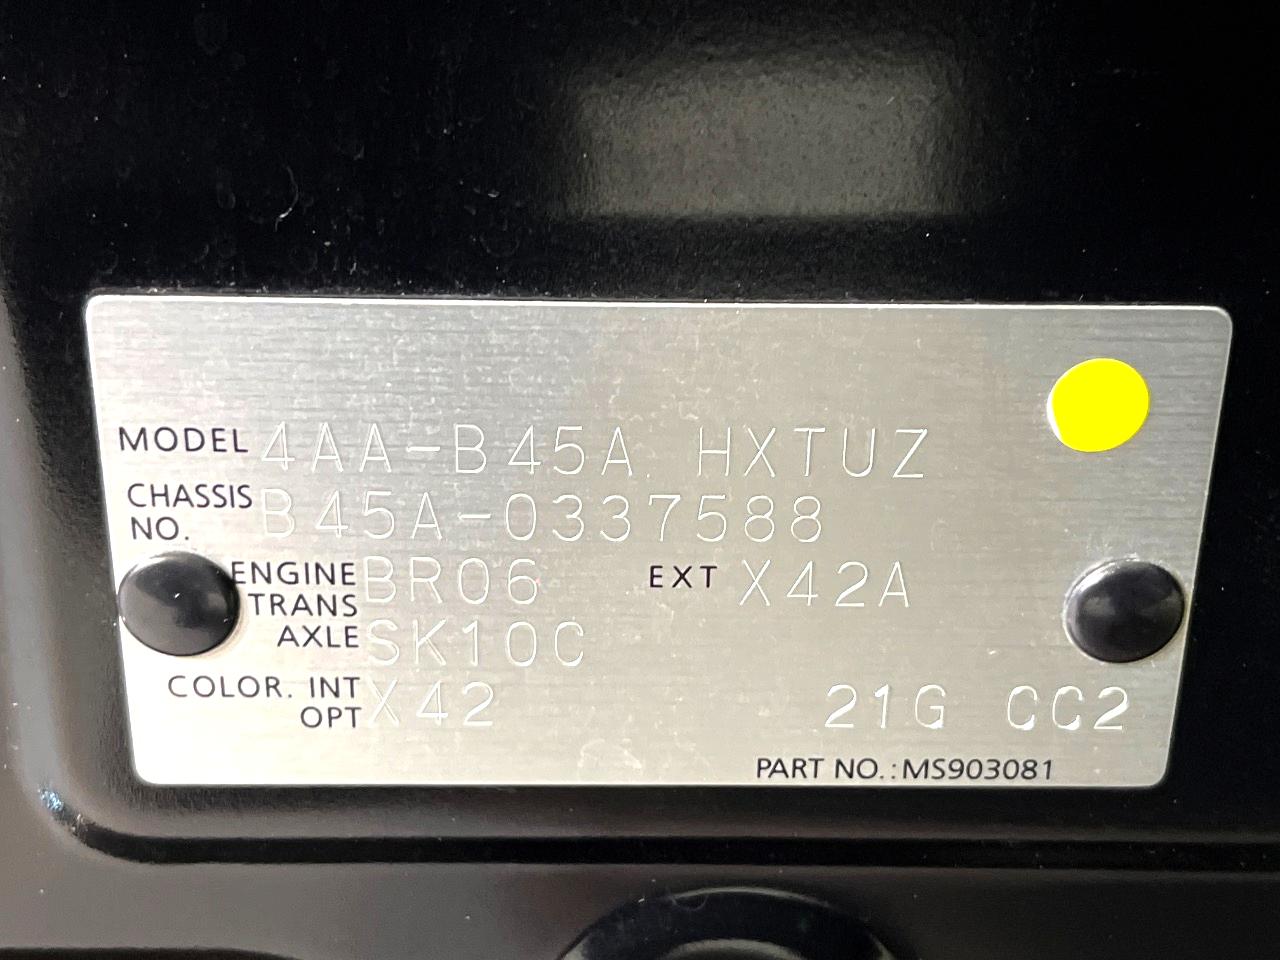 MODEL 4AA-B45A HXTUZ
CHASSIS
NO. B45A-0337588
ENGINE BR06 EXT X42A
TRANS
AXLE SK10C
COLOR. INT X42 21G CC2
OPT
PART NO.:MS903081